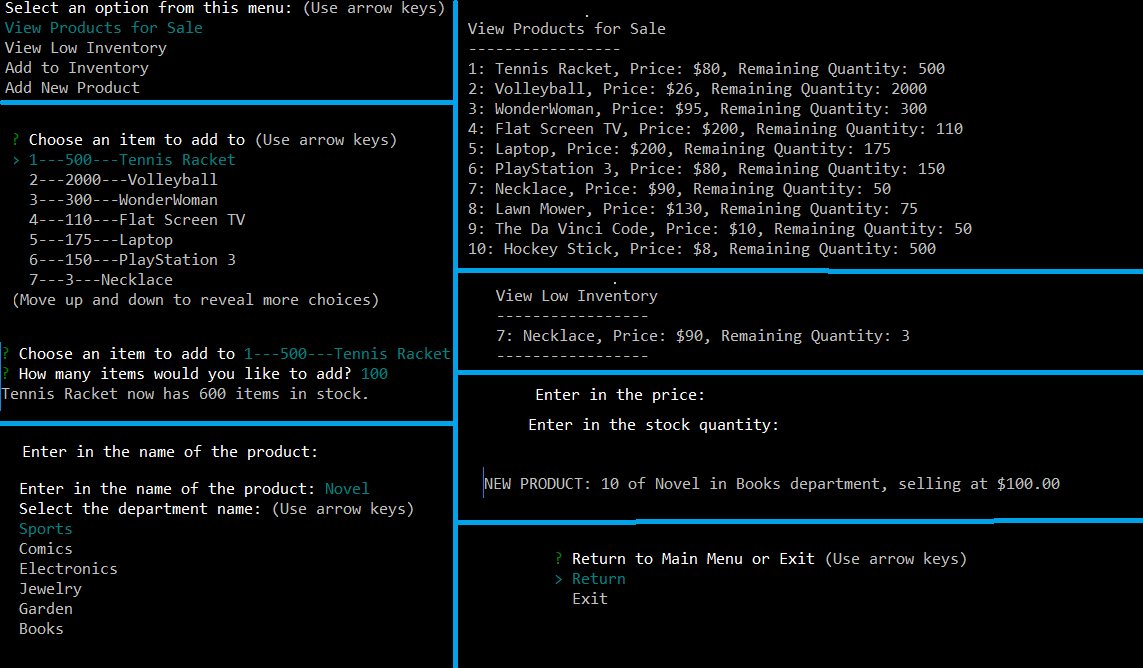 Select an option from this menu: (Use arrow keys)
View Products for Sale
View Low Inventory
Add to Inventory
Add New Product
? Choose an item to add to (Use arrow keys)
> 1---500---Tennis Racket
2---2000---Volleyball
3---300---WonderWoman
4---110---Flat Screen TV
5---175---Laptop
6---150---PlayStation 3
7---3---Necklace
(Move up and down to reveal more choices)
? Choose an item to add to 1---500---Tennis Racket
? How many items would you like to add? 100
Tennis Racket now has 600 items in stock.
Enter in the name of the product:
Enter in the name of the product: Novel
Select the department name: (Use arrow keys)
Sports
Comics
Electronics
Jewelry
Garden
Books
View Products for Sale
-----------------
1: Tennis Racket, Price: $80, Remaining Quantity: 500
2: Volleyball, Price: $26, Remaining Quantity: 2000
3: WonderWoman, Price: $95, Remaining Quantity: 300
4: Flat Screen TV, Price: $200, Remaining Quantity: 110
5: Laptop, Price: $200, Remaining Quantity: 175
6: PlayStation 3, Price: $80, Remaining Quantity: 150
7: Necklace, Price: $90, Remaining Quantity: 50
8: Lawn Mower, Price: $130, Remaining Quantity: 75
9: The Da Vinci Code, Price: $10, Remaining Quantity: 50
10: Hockey Stick, Price: $8, Remaining Quantity: 500
View Low Inventory
-----------------
7: Necklace, Price: $90, Remaining Quantity: 3
-----------------
Enter in the price:
Enter in the stock quantity:
NEW PRODUCT: 10 of Novel in Books department, selling at $100.00
? Return to Main Menu or Exit (Use arrow keys)
> Return
Exit